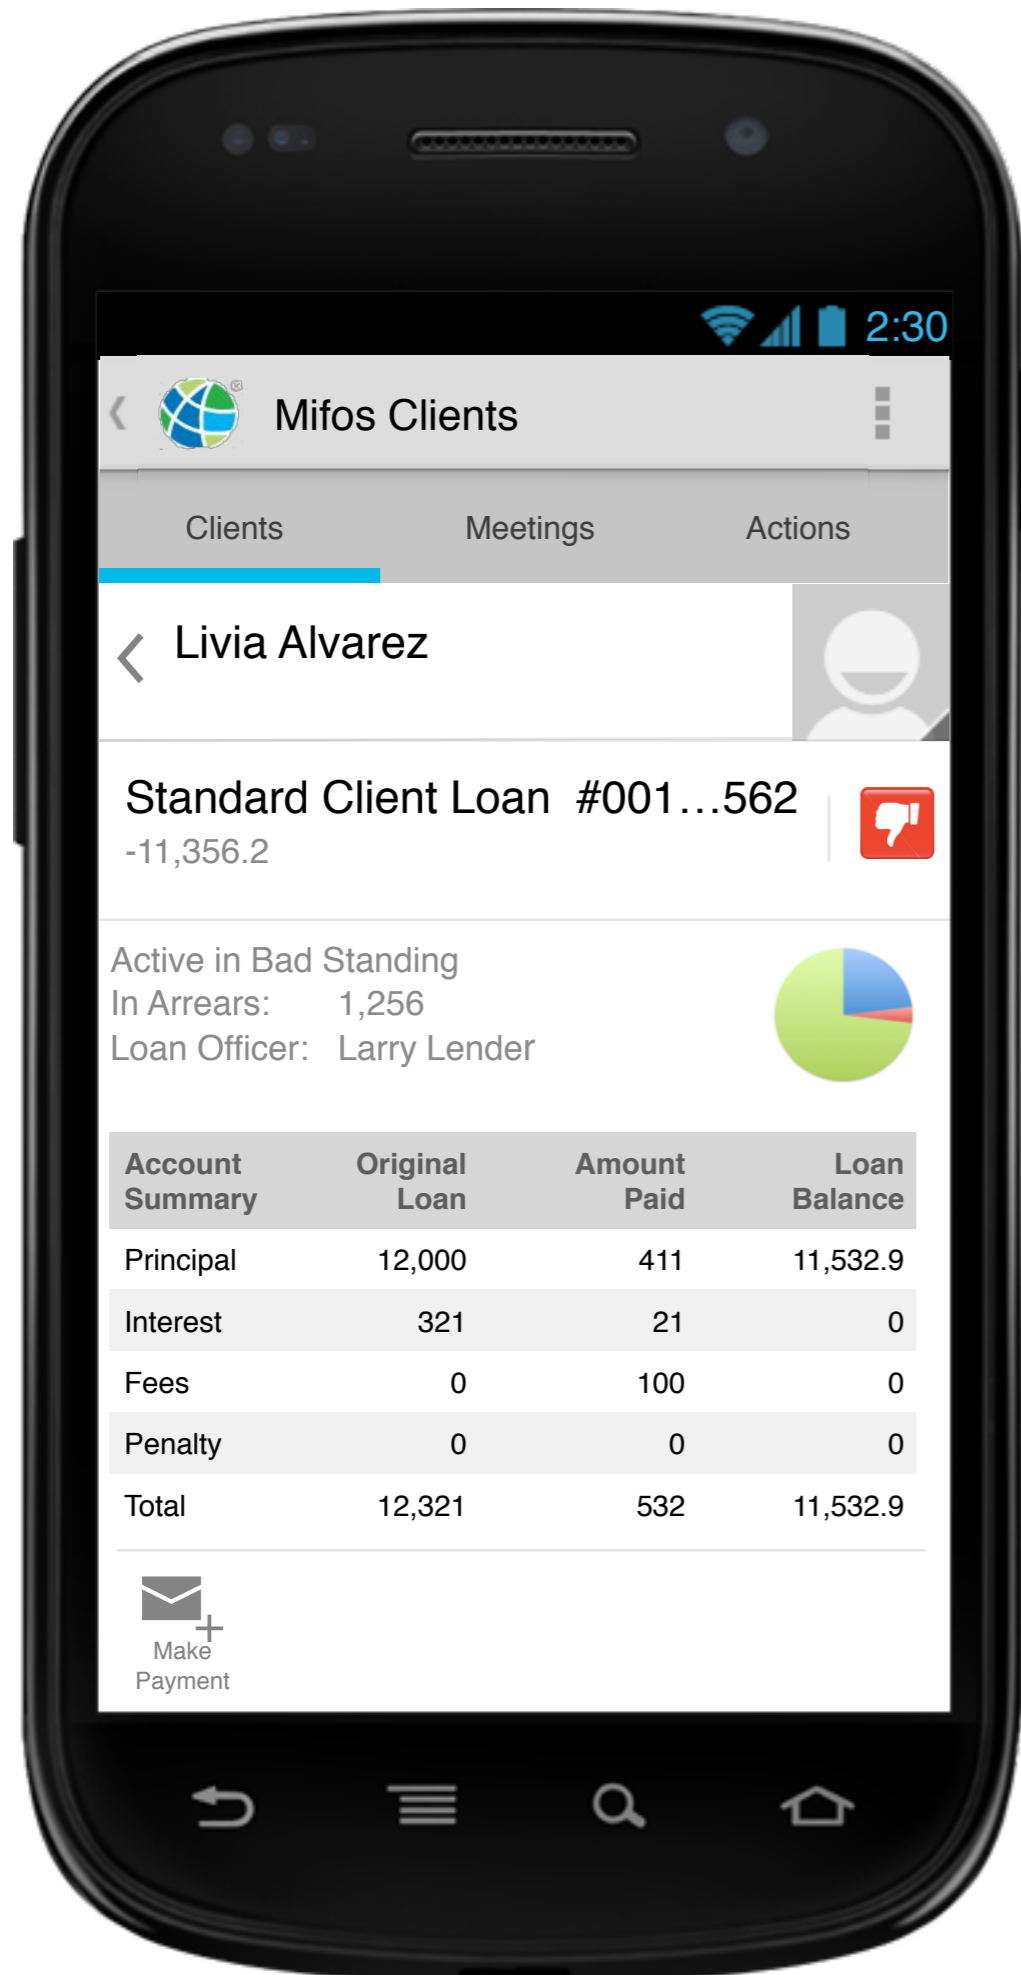 2:30
Mifos Clients
Clients Meetings Actions
Livia Alvarez
Standard Client Loan #001...562
-11,356.2
Active in Bad Standing
In Arrears: 1,256
Loan Officer: Larry Lender
Account Summary Original Loan Amount Paid Loan Balance
Principal 12,000 411 11,532.9
Interest 321 21 0
Fees 0 100 0
Penalty 0 0 0
Total 12,321 532 11,532.9
Make
Payment